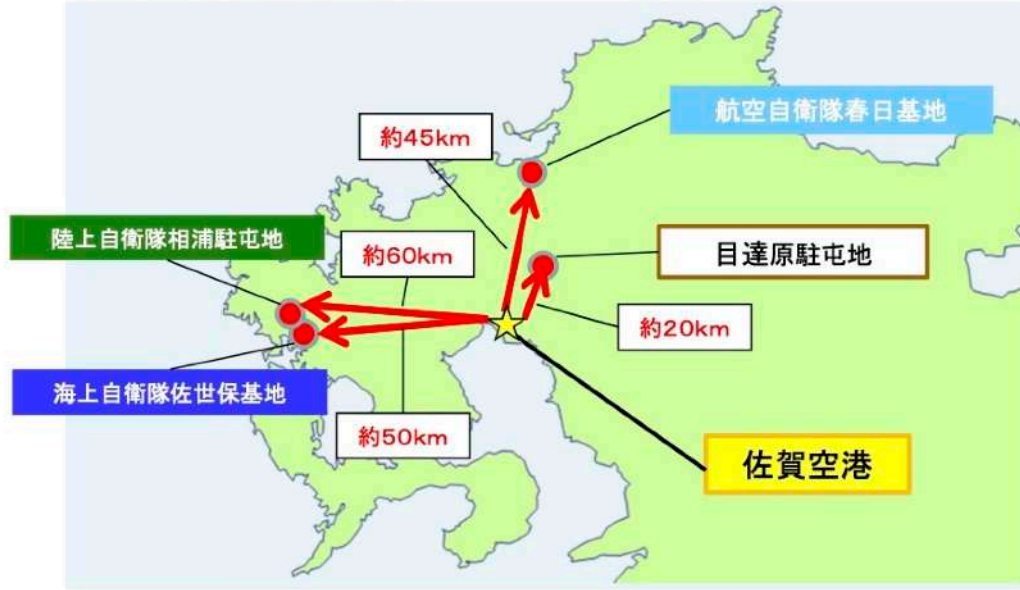 航空自衛隊春日基地
約45km
陸上自衛隊相浦駐屯地
約60km
目達原駐屯地
約20km
海上自衛隊佐世保基地
約50km
佐賀空港